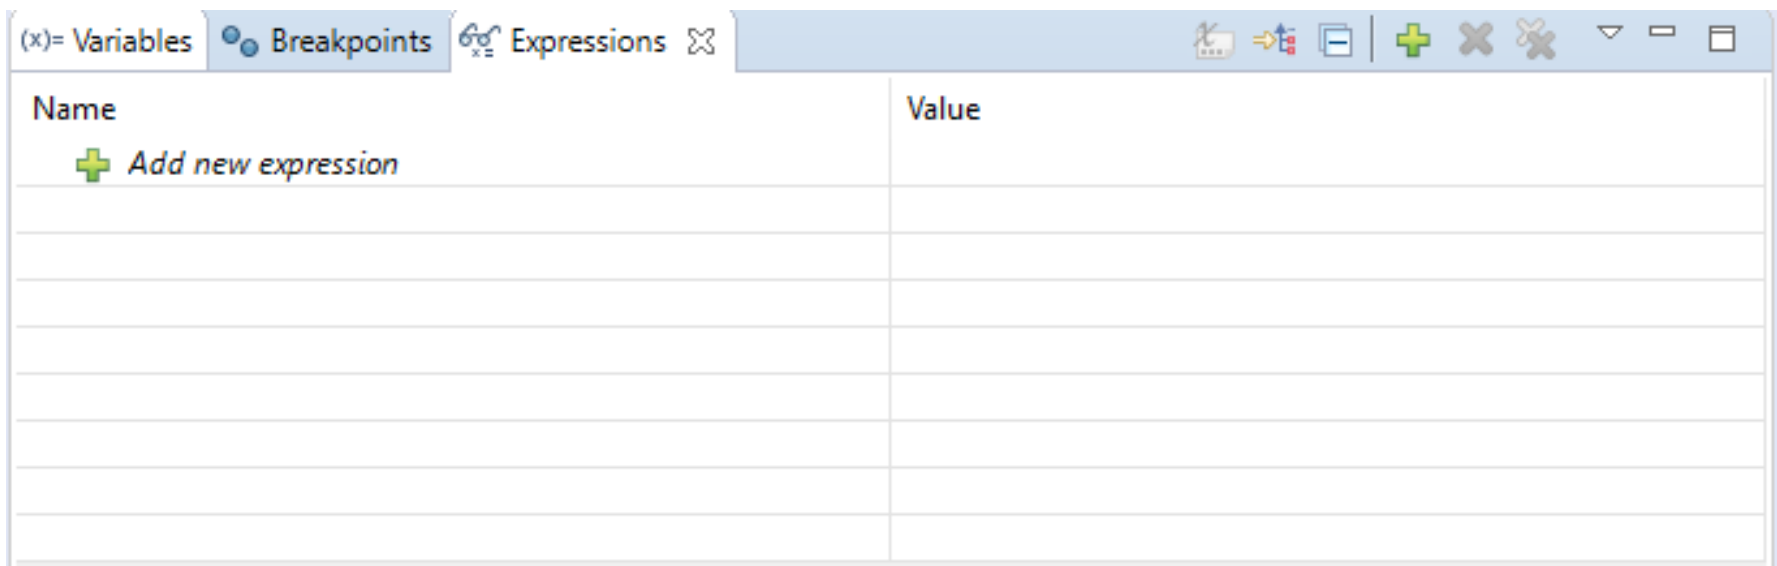 (x)= Variables Breakpoints Expressions
Name Value
Add new expression